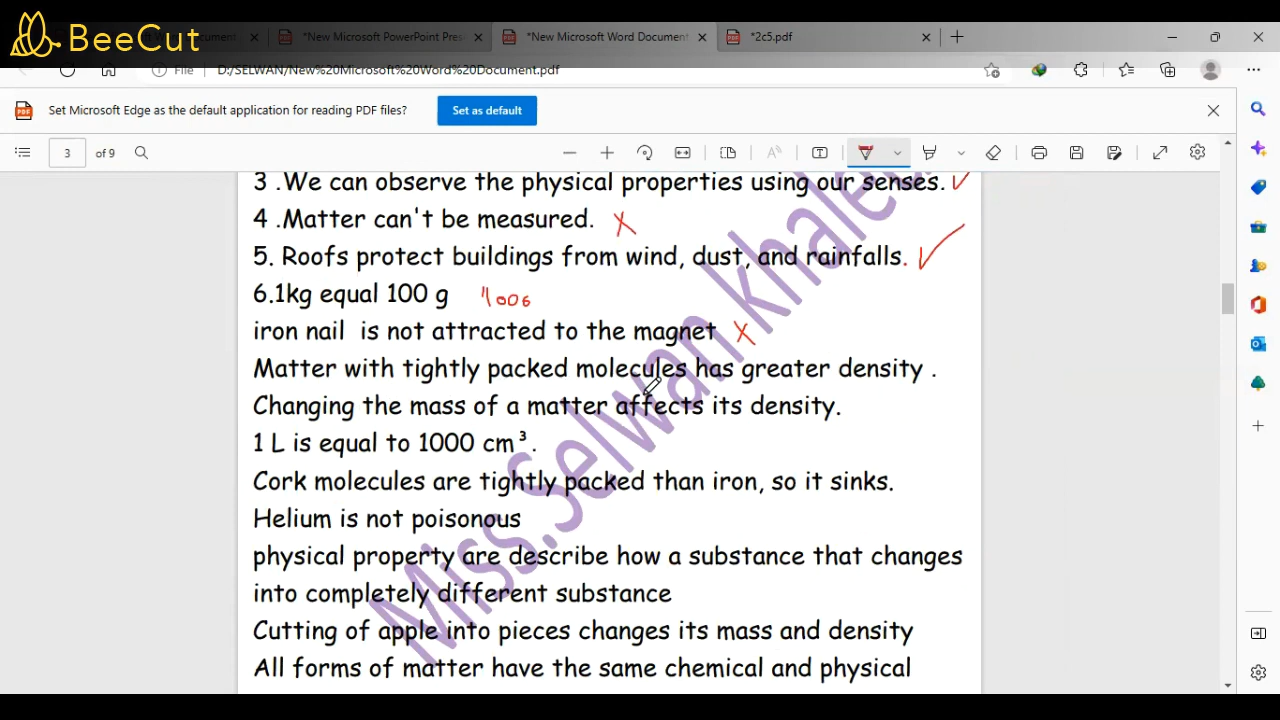 BeeCut
*New Microsoft PowerPoint Pres
*New Microsoft Word Document
*2c5.pdf
File
D:/SELWAN/New%20Microsoft%20Word%20Document.pdf
Set Microsoft Edge as the default application for reading PDF files?
Set as default
3
of 9
3 .We can observe the physical properties using our senses.
4 .Matter can't be measured.
5. Roofs protect buildings from wind, dust, and rainfalls.
6.1kg equal 100 g
iron nail is not attracted to the magnet
Matter with tightly packed molecules has greater density .
Changing the mass of a matter affects its density.
1 L is equal to 1000 cm³.
Cork molecules are tightly packed than iron, so it sinks.
Helium is not poisonous
physical property are describe how a substance that changes
into completely different substance
Cutting of apple into pieces changes its mass and density
All forms of matter have the same chemical and physical
Miss.Selwan khale